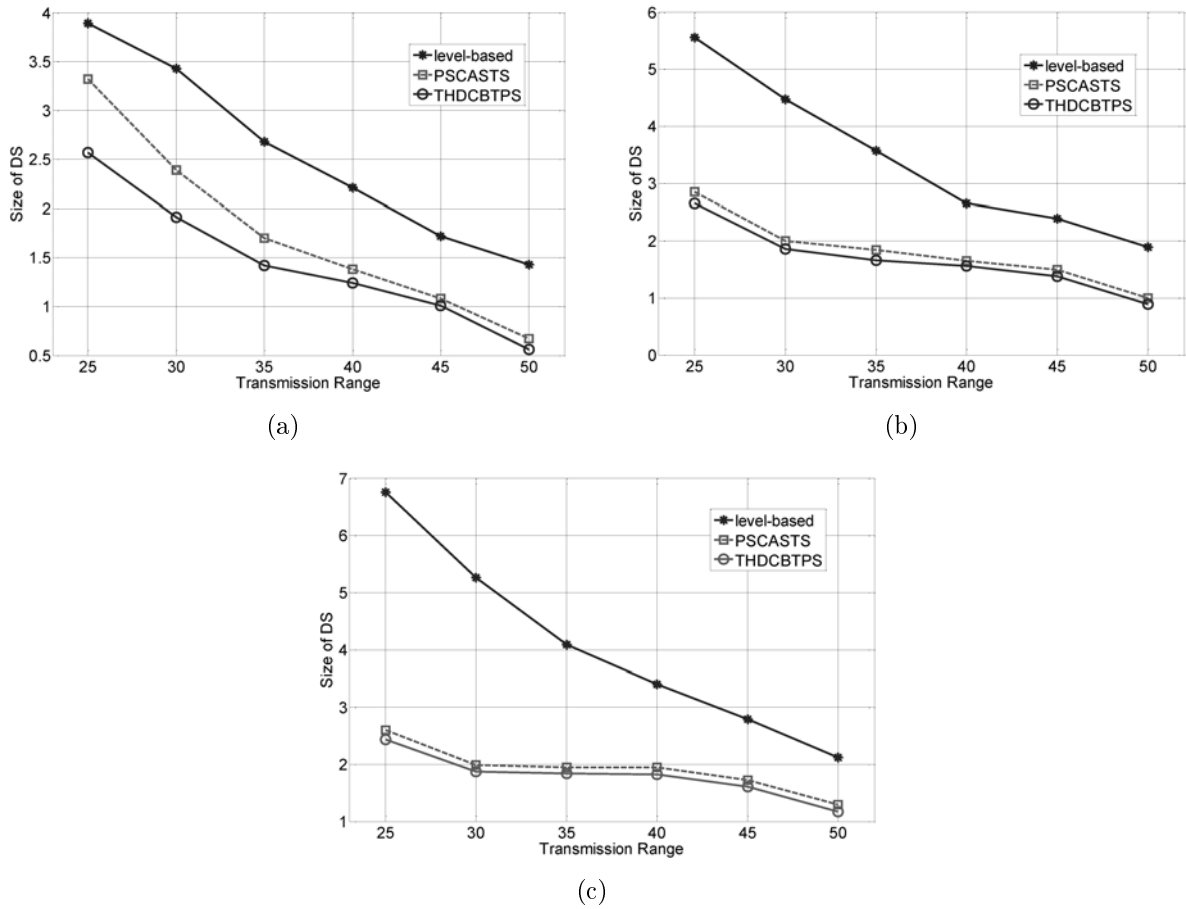 4
3.5
3
2.5
2
1.5
1
0.5
Size of DS
level-based
PSCASTS
THDCBTPS
25 30 35 40 45 50
Transmission Range
(a)
6
5
4
3
2
1
0
Size of DS
level-based
PSCASTS
THDCBTPS
25 30 35 40 45 50
Transmission Range
(b)
7
6
5
4
3
2
1
Size of DS
level-based
PSCASTS
THDCBTPS
25 30 35 40 45 50
Transmission Range
(c)